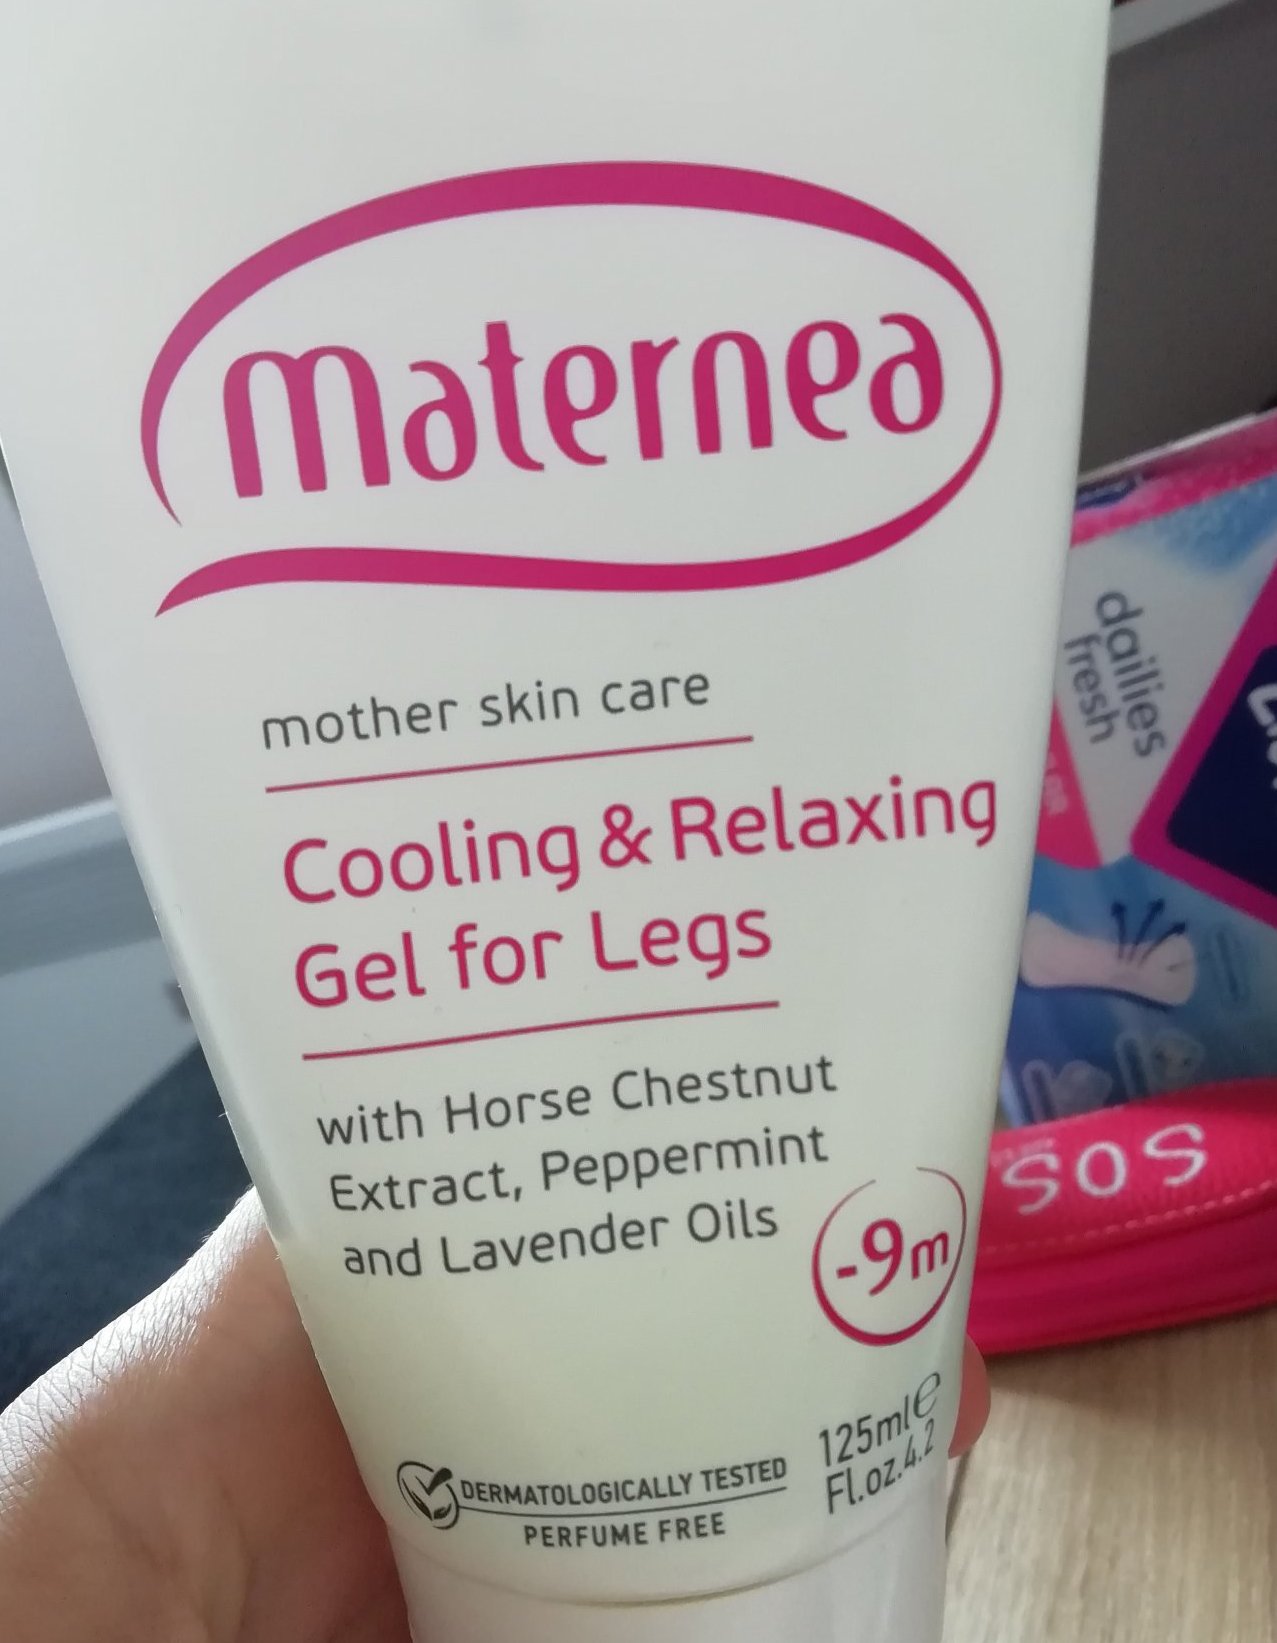 maternea
mother skin care
Cooling & Relaxing
Gel for Legs
with Horse Chestnut
Extract, Peppermint
and Lavender Oils
-9m
125ml e
Fl.oz.4.2
DERMATOLOGICALLY TESTED
PERFUME FREE
dailies
fresh
SOS